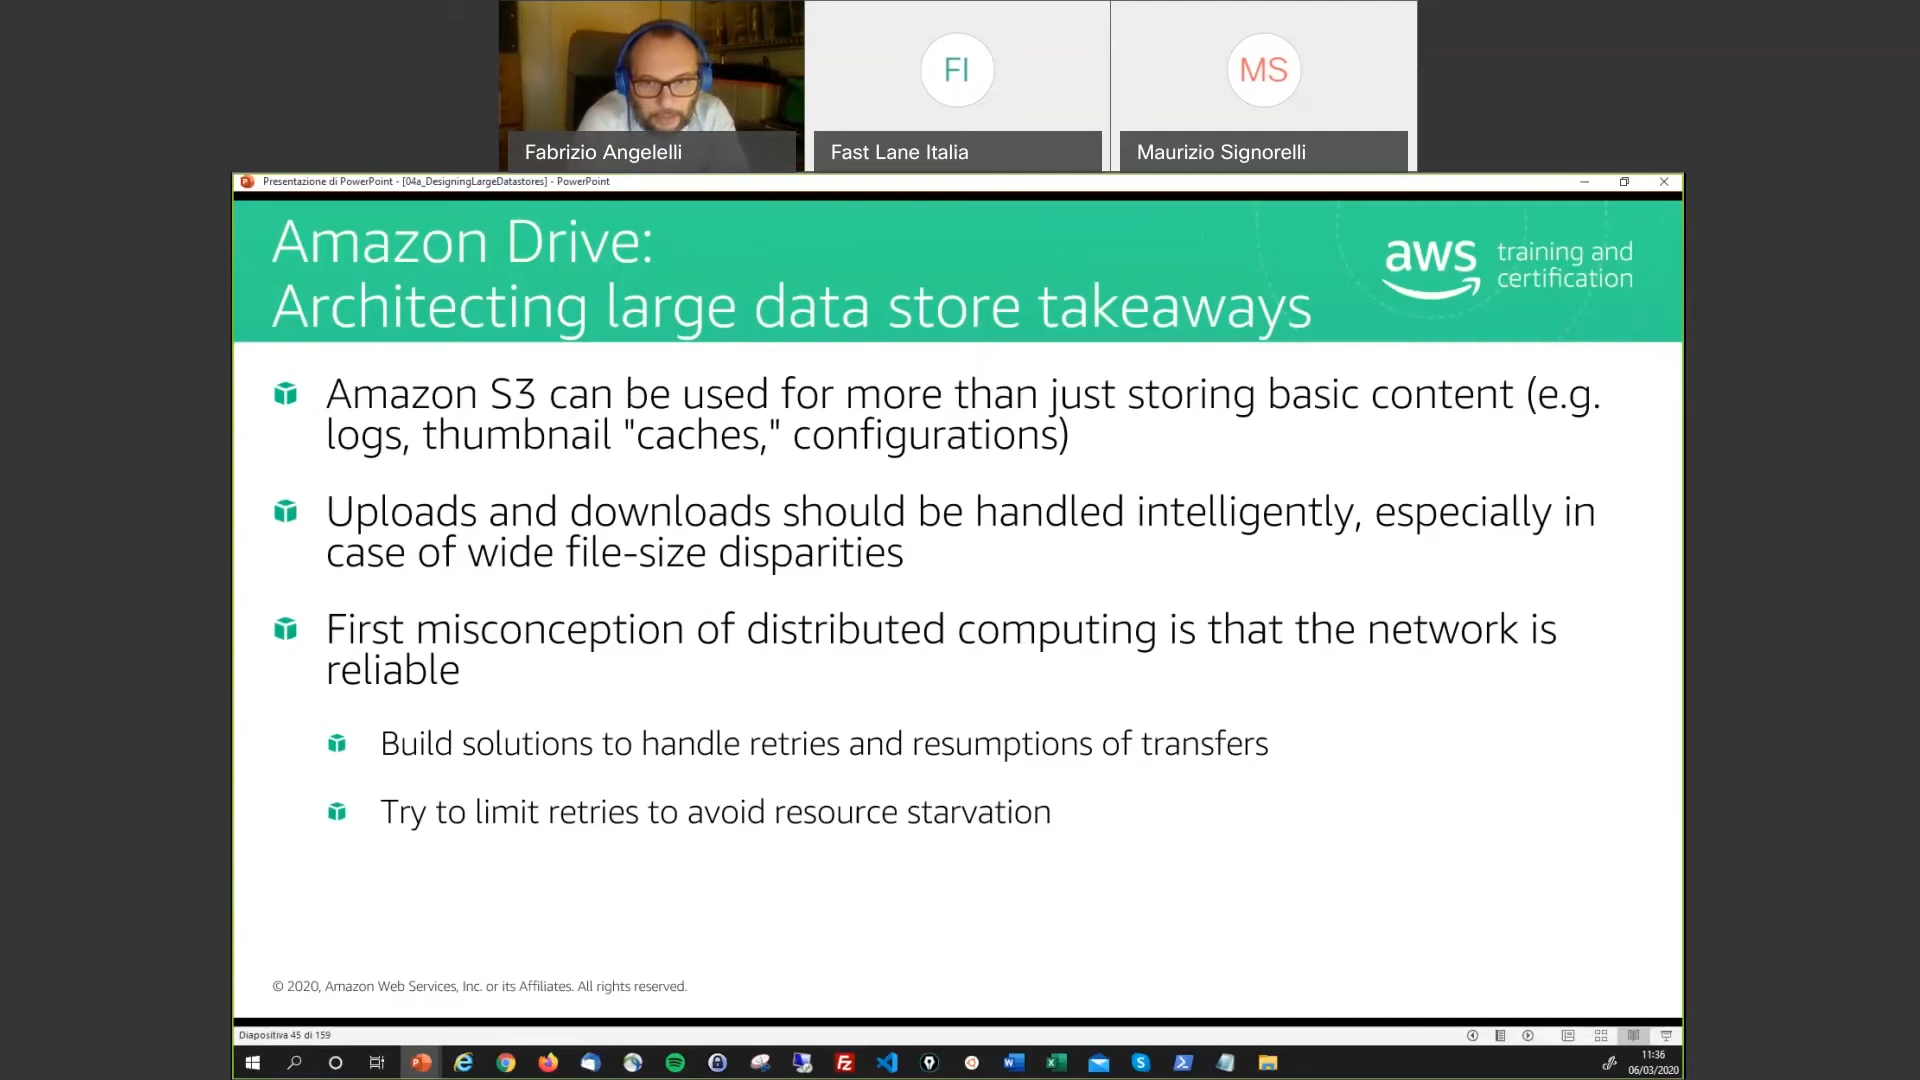 FI
MS
Fabrizio Angelelli
Fast Lane Italia
Maurizio Signorelli
Presentazione di PowerPoint - [04a_DesigningLargeDatastores] - PowerPoint
Amazon Drive:
Architecting large data store takeaways
aws
training and
certification
Amazon S3 can be used for more than just storing basic content (e.g.
logs, thumbnail "caches," configurations)
Uploads and downloads should be handled intelligently, especially in
case of wide file-size disparities
First misconception of distributed computing is that the network is
reliable
Build solutions to handle retries and resumptions of transfers
Try to limit retries to avoid resource starvation
© 2020, Amazon Web Services, Inc. or its Affiliates. All rights reserved.
Diapositiva 45 di 159
11:36
06/03/2020